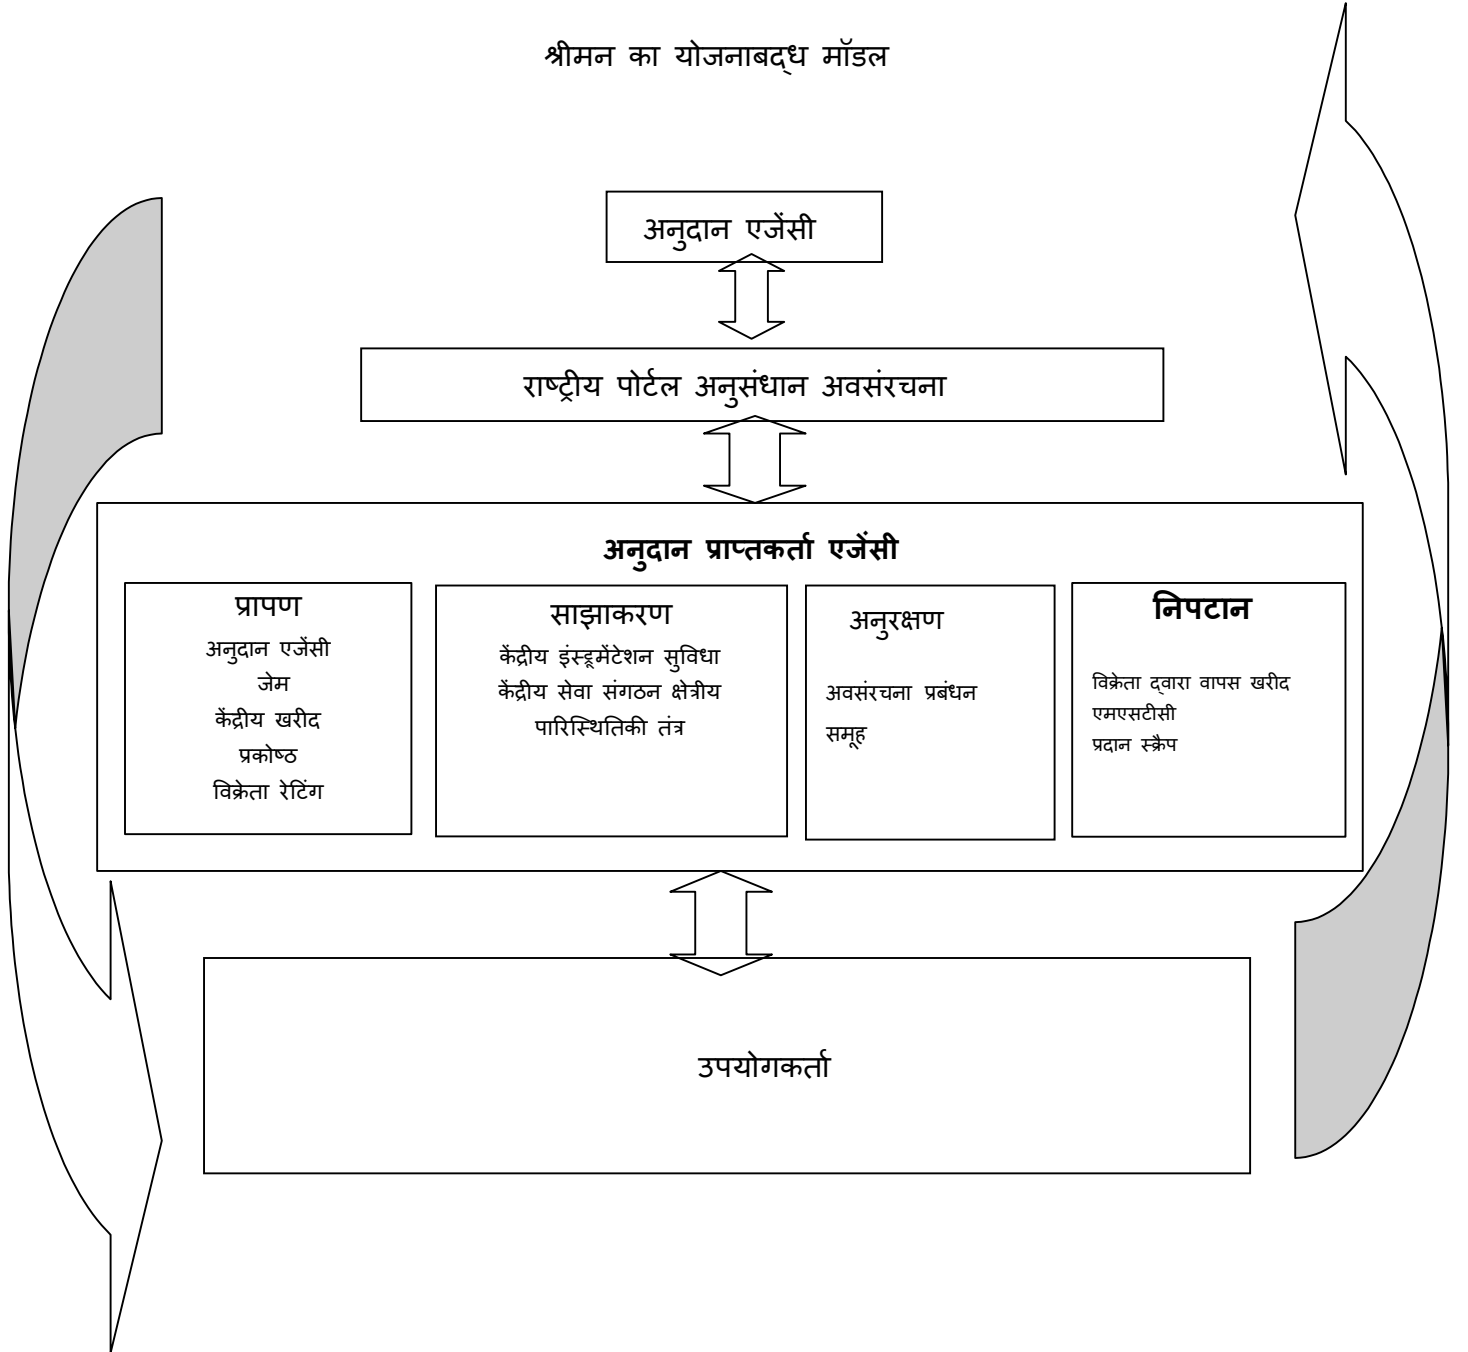 श्रीमन का योजनाबद्ध मॉडल
अनुदान एजेंसी
राष्ट्रीय पोर्टल अनुसंधान अवसंरचना
अनुदान प्राप्तकर्ता एजेंसी
प्रापण
अनुदान एजेंसी
जेम
केंद्रीय खरीद
प्रकोष्ठ
विक्रेता रेटिंग
साझाकरण
केंद्रीय इंस्ड्रूमेंटेशन सुविधा
केंद्रीय सेवा संगठन क्षेत्रीय
पारिस्थितिकी तंत्र
अनुरक्षण
अवसंरचना प्रबंधन
समूह
निपटान
विक्रेता द्वारा वापस खरीद
एमएसटीसी
प्रदान स्क्रैप
उपयोगकर्ता